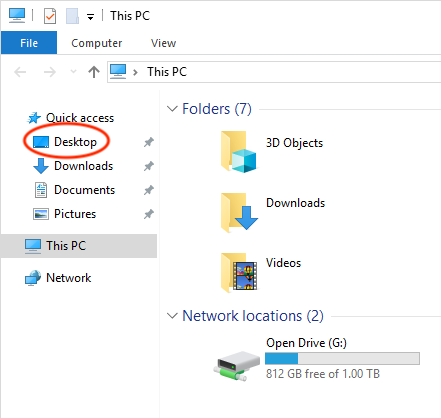 This PC
File Computer View
This PC
Quick access
Desktop
Downloads
Documents
Pictures
This PC
Network
Folders (7)
3D Objects
Downloads
Videos
Network locations (2)
Open Drive (G:)
812 GB free of 1.00 TB